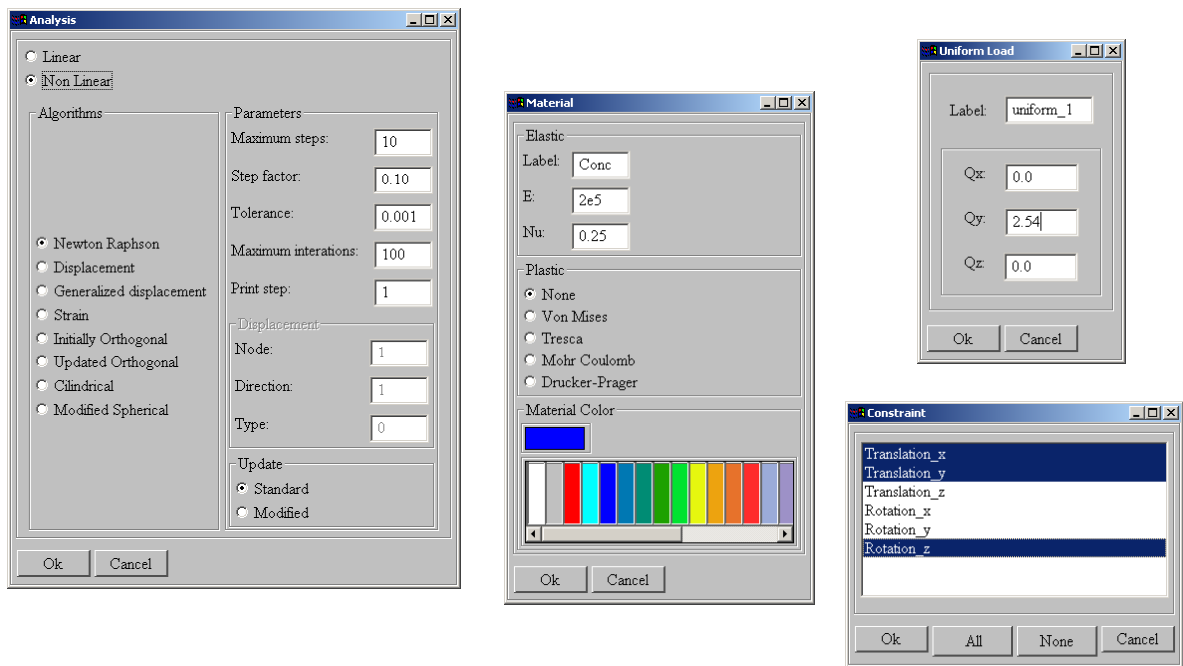 Analysis
Linear
Non Linear
Algorithms
Newton Raphson
Displacement
Generalized displacement
Strain
Initially Orthogonal
Updated Orthogonal
Cilindrical
Modified Spherical
Parameters
Maximum steps: 10
Step factor: 0.10
Tolerance: 0.001
Maximum interations: 100
Print step: 1
Displacement
Node: 1
Direction: 1
Type: 0
Update
Standard
Modified
Ok Cancel
Material
Elastic
Label: Conc
E: 2e5
Nu: 0.25
Plastic
None
Von Mises
Tresca
Mohr Coulomb
Drucker-Prager
Material Color
Ok Cancel
Uniform Load
Label: uniform_1
Qx: 0.0
Qy: 2.54
Qz: 0.0
Ok Cancel
Constraint
Translation_x
Translation_y
Translation_z
Rotation_x
Rotation_y
Rotation_z
Ok All None Cancel